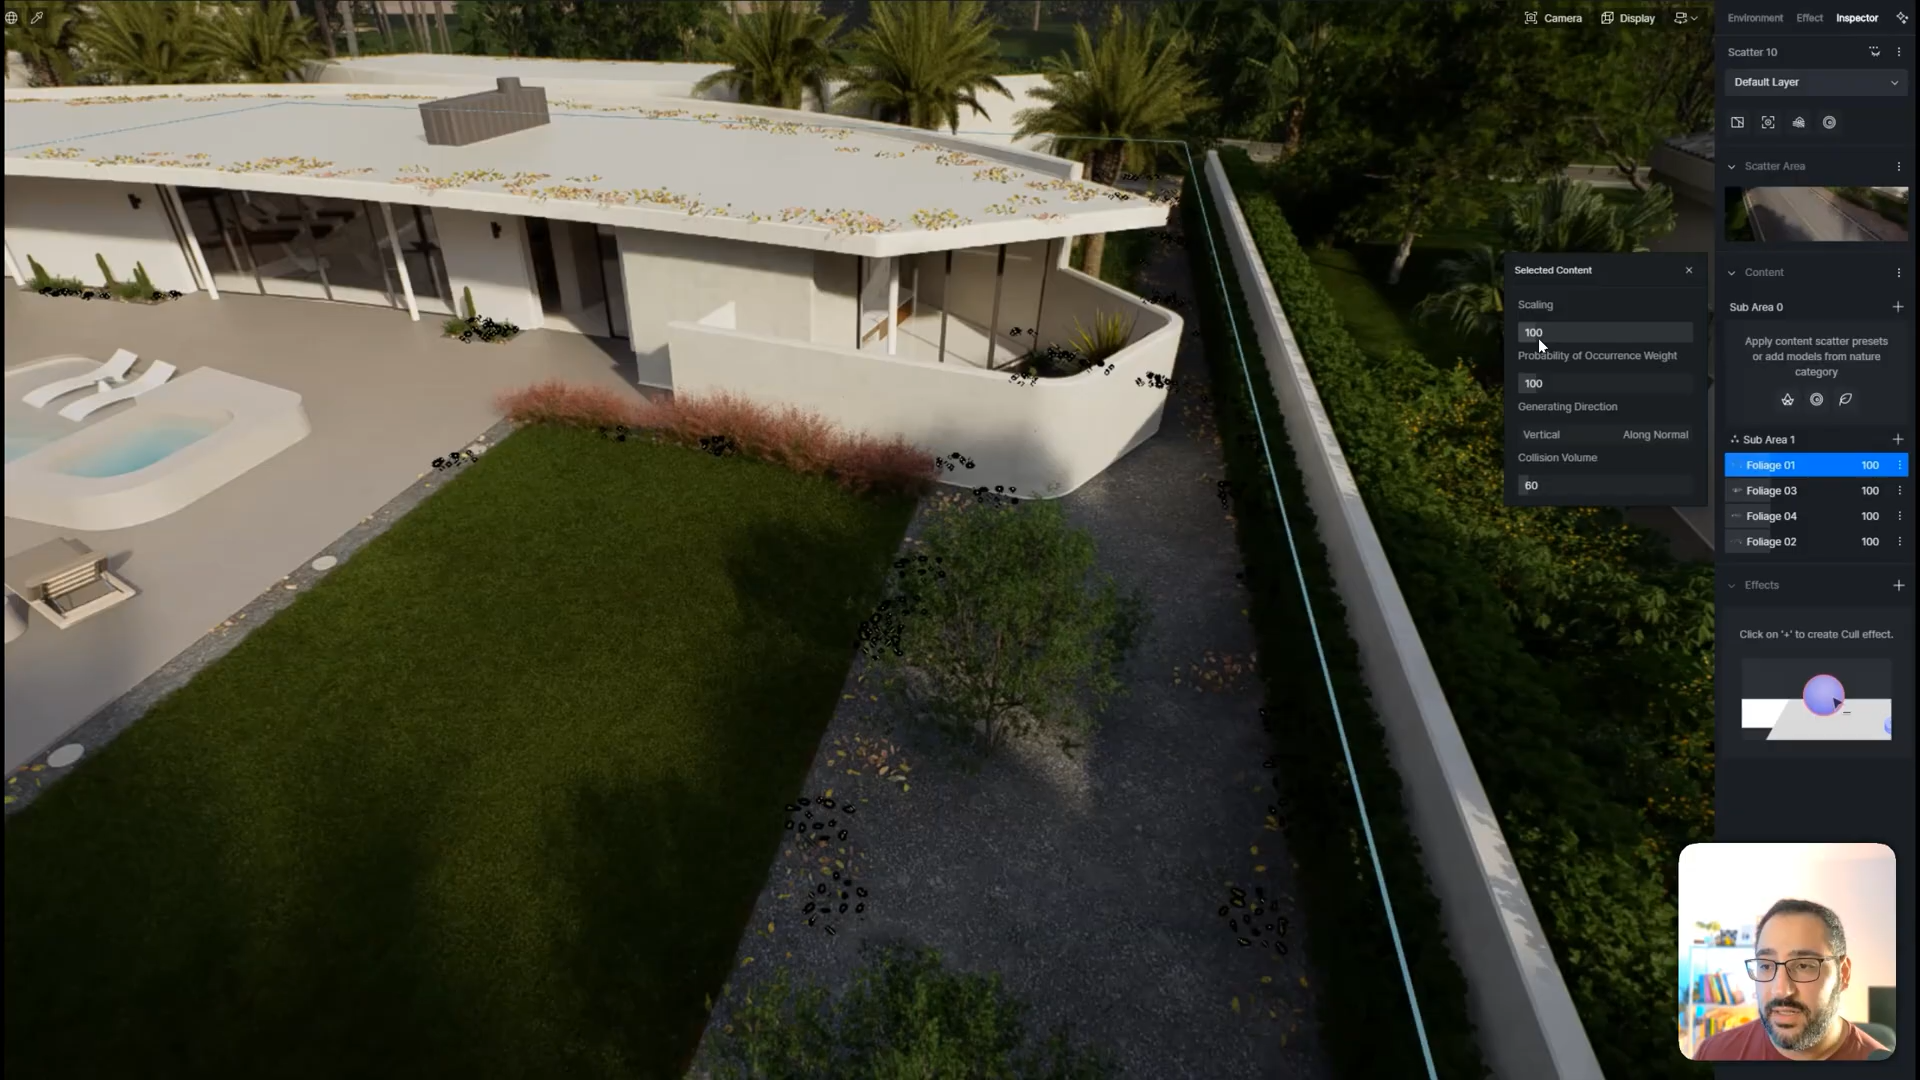 Camera
Display
Environment
Effect
Inspector
Scatter 10
Default Layer
Scatter Area
Selected Content
Scaling
100
Probability of Occurrence Weight
100
Generating Direction
Vertical
Along Normal
Collision Volume
60
Content
Sub Area 0
Apply content scatter presets
or add models from nature
category
Sub Area 1
Foliage 01 100
Foliage 03 100
Foliage 04 100
Foliage 02 100
Effects
Click on '+' to create Cull effect.